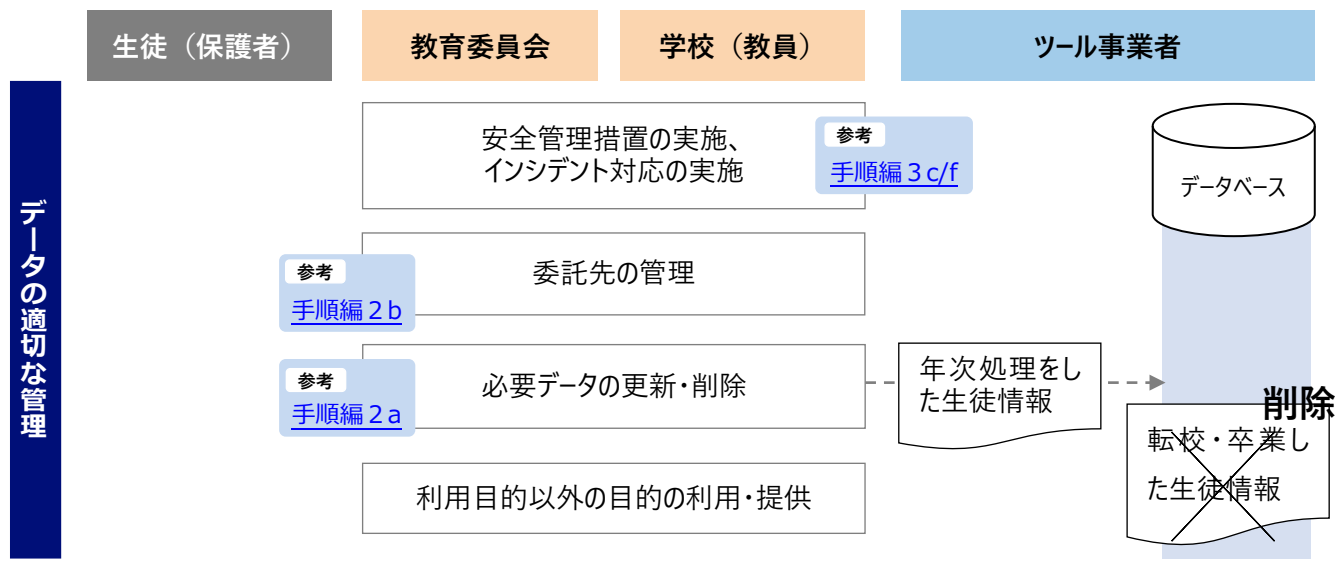 生徒（保護者）
教育委員会
学校（教員）
ツール事業者
データの適切な管理
安全管理措置の実施、
インシデント対応の実施
参考
手順編３c/f
データベース
委託先の管理
参考
手順編２b
必要データの更新・削除
参考
手順編２a
年次処理をし
た生徒情報
削除
転校・卒業し
た生徒情報
利用目的以外の目的の利用・提供